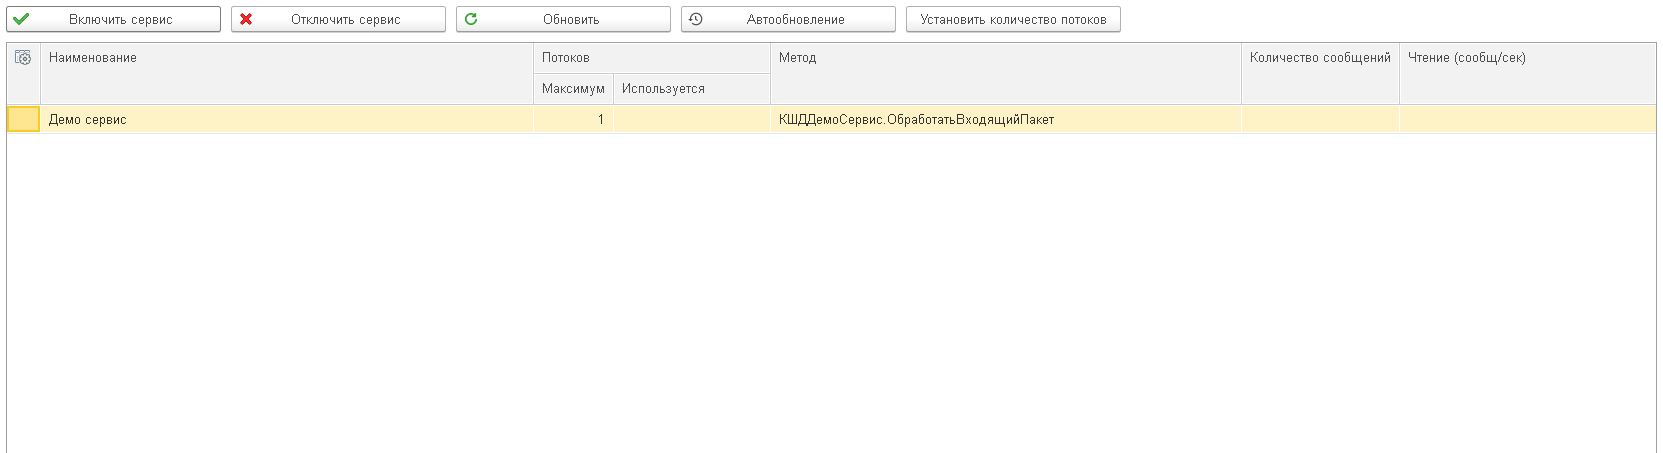 Включить сервис Отключить сервис Обновить Автообновление Установить количество потоков
Наименование Потоков Метод Количество сообщений Чтение (сообщ/сек)
Максимум Используется
Демо сервис 1 КШДДемоСервис.ОбработатьВходящийПакет